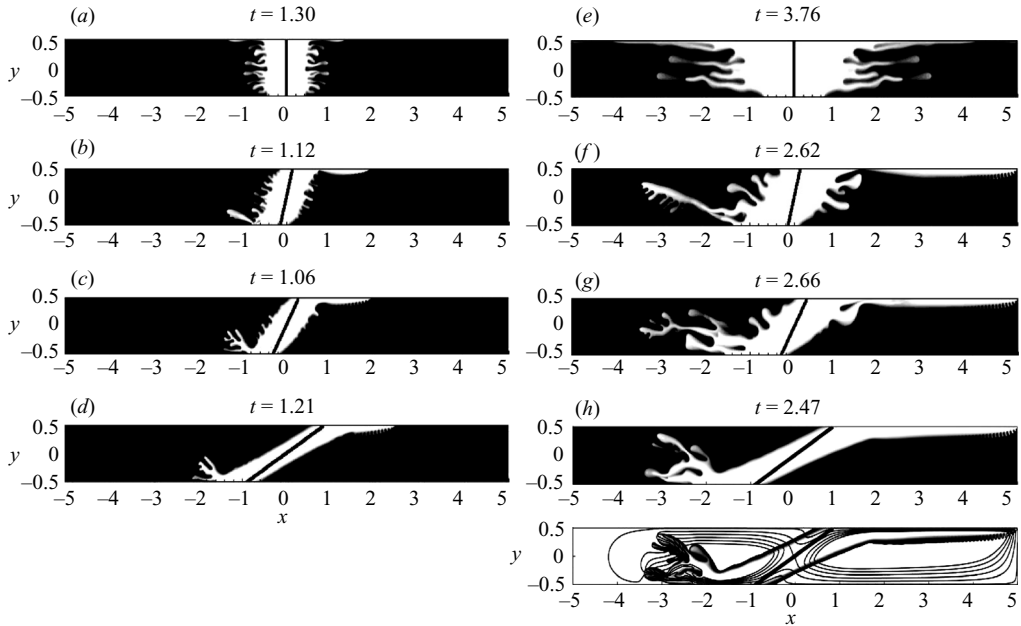 (a) t = 1.30
0.5
y 0
–0.5
–5 –4 –3 –2 –1 0 1 2 3 4 5
(b) t = 1.12
0.5
y 0
–0.5
–5 –4 –3 –2 –1 0 1 2 3 4 5
(c) t = 1.06
0.5
y 0
–0.5
–5 –4 –3 –2 –1 0 1 2 3 4 5
(d) t = 1.21
0.5
y 0
–0.5
–5 –4 –3 –2 –1 0 1 2 3 4 5
x
(e) t = 3.76
0.5
y 0
–0.5
–5 –4 –3 –2 –1 0 1 2 3 4 5
(f) t = 2.62
0.5
y 0
–0.5
–5 –4 –3 –2 –1 0 1 2 3 4 5
(g) t = 2.66
0.5
y 0
–0.5
–5 –4 –3 –2 –1 0 1 2 3 4 5
(h) t = 2.47
0.5
y 0
–0.5
–5 –4 –3 –2 –1 0 1 2 3 4 5
0.5
y 0
–0.5
–5 –4 –3 –2 –1 0 1 2 3 4 5
x